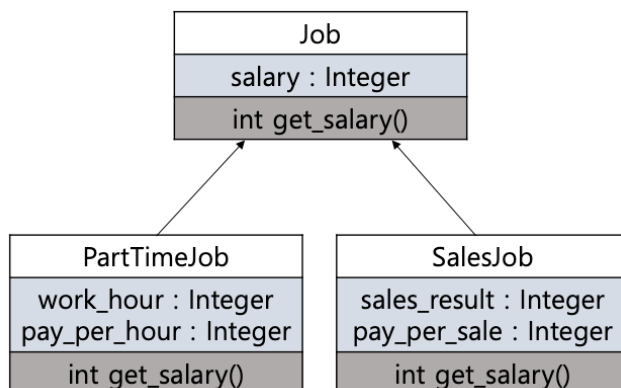 Job
salary : Integer
int get_salary()
PartTimeJob
work_hour : Integer
pay_per_hour : Integer
int get_salary()
SalesJob
sales_result : Integer
pay_per_sale : Integer
int get_salary()